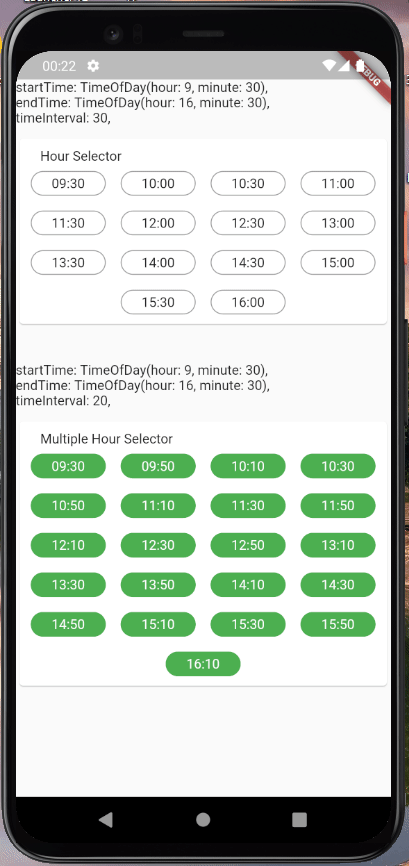 00:22
startTime: TimeOfDay(hour: 9, minute: 30),
endTime: TimeOfDay(hour: 16, minute: 30),
timeInterval: 30,
Hour Selector
09:30 10:00 10:30 11:00
11:30 12:00 12:30 13:00
13:30 14:00 14:30 15:00
15:30 16:00
startTime: TimeOfDay(hour: 9, minute: 30),
endTime: TimeOfDay(hour: 16, minute: 30),
timeInterval: 20,
Multiple Hour Selector
09:30 09:50 10:10 10:30
10:50 11:10 11:30 11:50
12:10 12:30 12:50 13:10
13:30 13:50 14:10 14:30
14:50 15:10 15:30 15:50
16:10